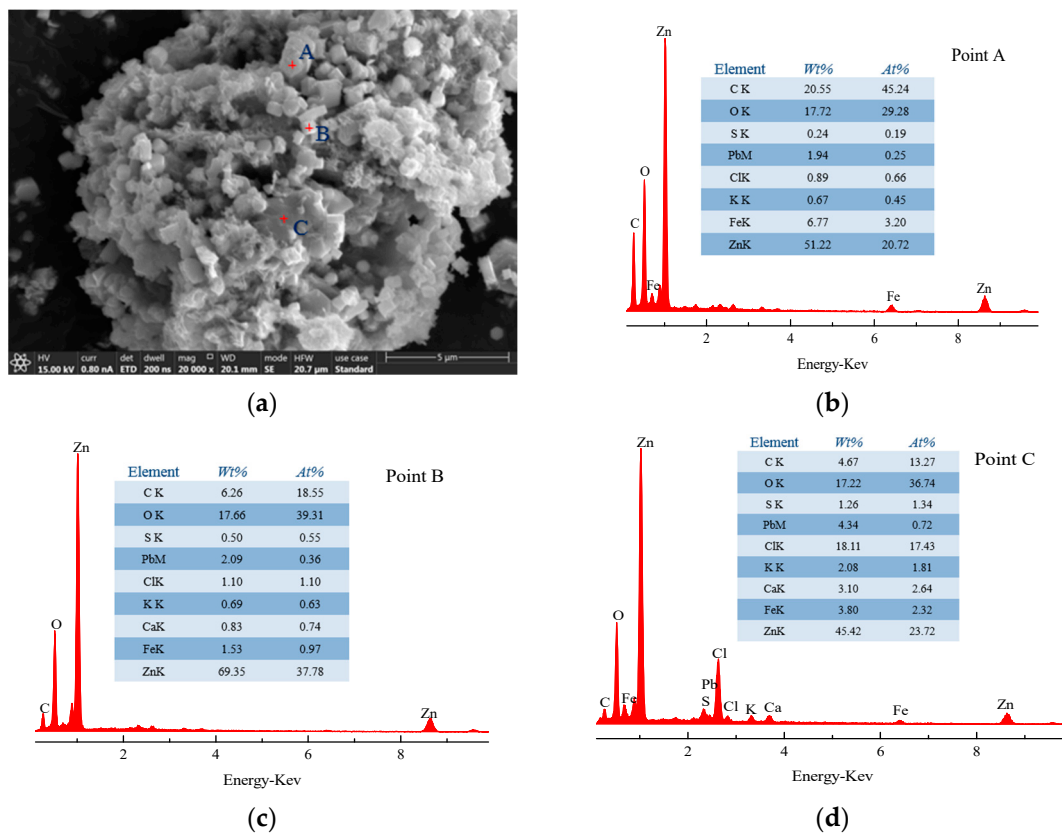 A
B
C
HV curr det dwell mag WD mode HFW use case
15.00 kV 0.80 nA ETD 200 ns 20 000 x 20.1 mm SE 20.7 µm Standard
5 µm
(a)
Point A
Element Wt% At%
C K 20.55 45.24
O K 17.72 29.28
S K 0.24 0.19
PbM 1.94 0.25
ClK 0.89 0.66
K K 0.67 0.45
FeK 6.77 3.20
ZnK 51.22 20.72
Zn
O
C
Fe
Fe
Zn
2 4 6 8
Energy-Kev
(b)
Point B
Element Wt% At%
C K 6.26 18.55
O K 17.66 39.31
S K 0.50 0.55
PbM 2.09 0.36
ClK 1.10 1.10
K K 0.69 0.63
CaK 0.83 0.74
FeK 1.53 0.97
ZnK 69.35 37.78
Zn
O
C
Zn
2 4 6 8
Energy-Kev
(c)
Point C
Element Wt% At%
C K 4.67 13.27
O K 17.22 36.74
S K 1.26 1.34
PbM 4.34 0.72
ClK 18.11 17.43
K K 2.08 1.81
CaK 3.10 2.64
FeK 3.80 2.32
ZnK 45.42 23.72
Zn
O
Cl
Pb
C Fe S Cl K Ca Fe Zn
2 4 6 8
Energy-Kev
(d)